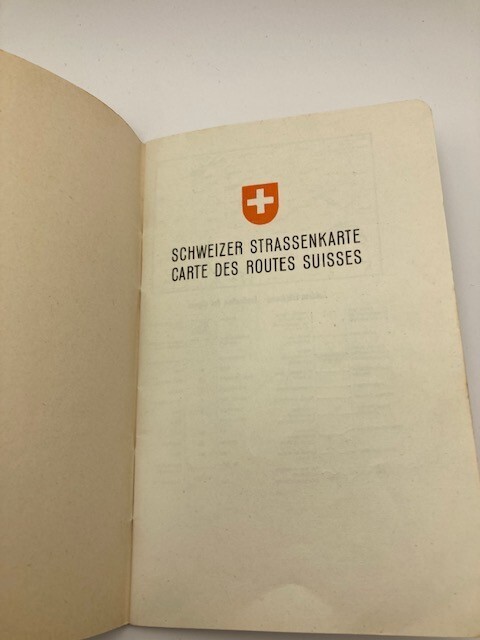 SCHWEIZER STRASSENKARTE
CARTE DES ROUTES SUISSES